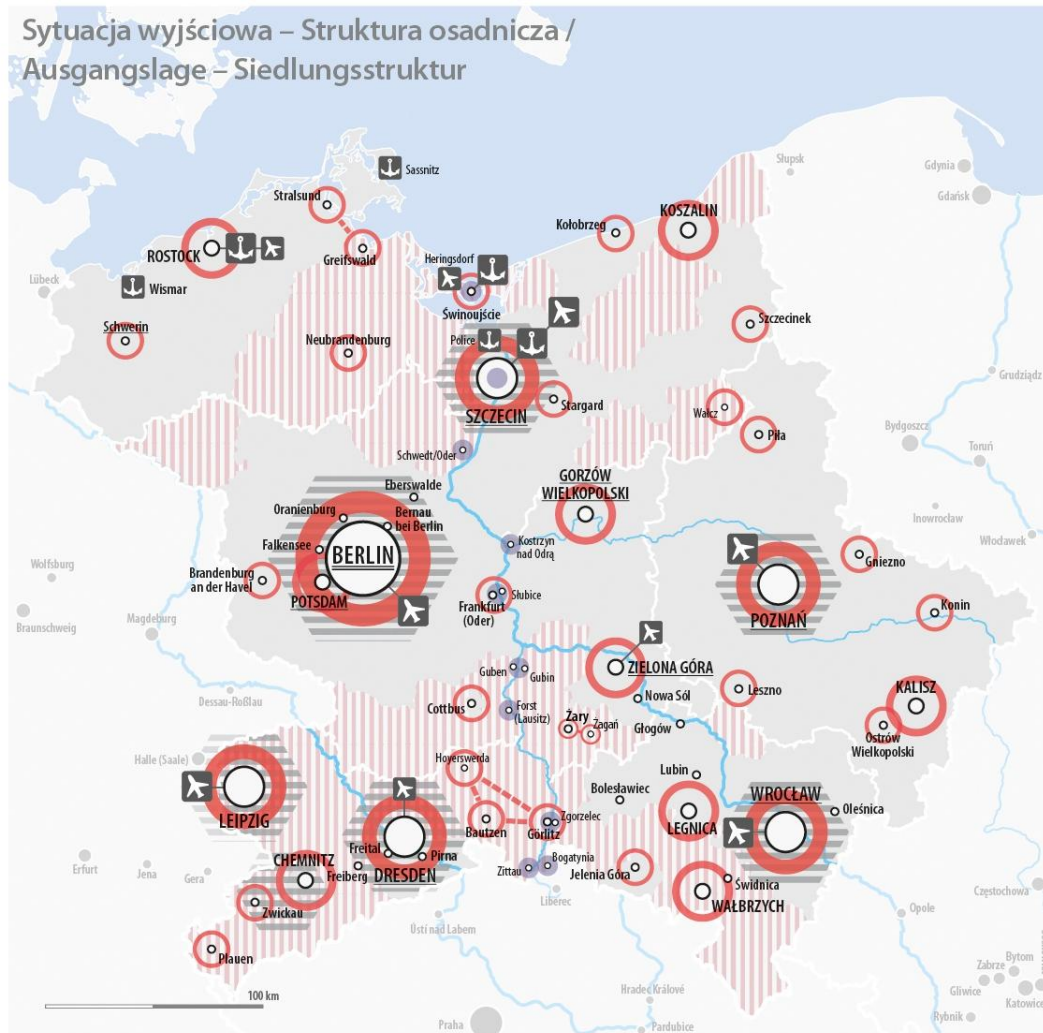 Sytuacja wyjściowa – Struktura osadnicza /
Ausgangslage – Siedlungsstruktur
Sassnitz
Słupsk
Gdynia
Gdańsk
Stralsund
KOSZALIN
Kołobrzeg
ROSTOCK
Greifswald
Heringsdorf
Lübeck
Wismar
Świnoujście
Schwerin
Szczecinek
Neubrandenburg
Police
Grudziądz
Stargard
SZCZECIN
Wałcz
Piła
Bydgoszcz
Toruń
Schwedt/Oder
Eberswalde
GORZÓW
WIELKOPOLSKI
Oranienburg
Bernau
bei Berlin
Inowrocław
Włodawek
Falkensee
BERLIN
Kostrzyn
nad Odrą
Gniezno
Wolfsburg
Brandenburg
an der Havel
POTSDAM
Słubice
Frankfurt
(Oder)
Konin
Braunschweig
Magdeburg
POZNAŃ
Guben
Gubin
ZIELONA GÓRA
Dessau-Roßlau
Nowa Sól
Leszno
KALISZ
Cottbus
Forst
(Lausitz)
Żary
Żagań
Głogów
Ostrów
Wielkopolski
Halle (Saale)
Hoyerswerda
Lubin
Bolesławiec
WROCŁAW
Oleśnica
LEIPZIG
Bautzen
Görlitz
Zgorzelec
LEGNICA
Freital
Pirna
Erfurt
Jena
Gera
CHEMNITZ
Freiberg
DRESDEN
Zittau
Bogatynia
Jelenia Góra
Świdnica
Liberec
WAŁBRZYCH
Częstochowa
Zwickau
Opole
Ústí nad Labem
Plauen
Bytom
Zabrze
Gliwice
Katowice
100 km
Hradec Králové
Praha
Pardubice
Rybnik